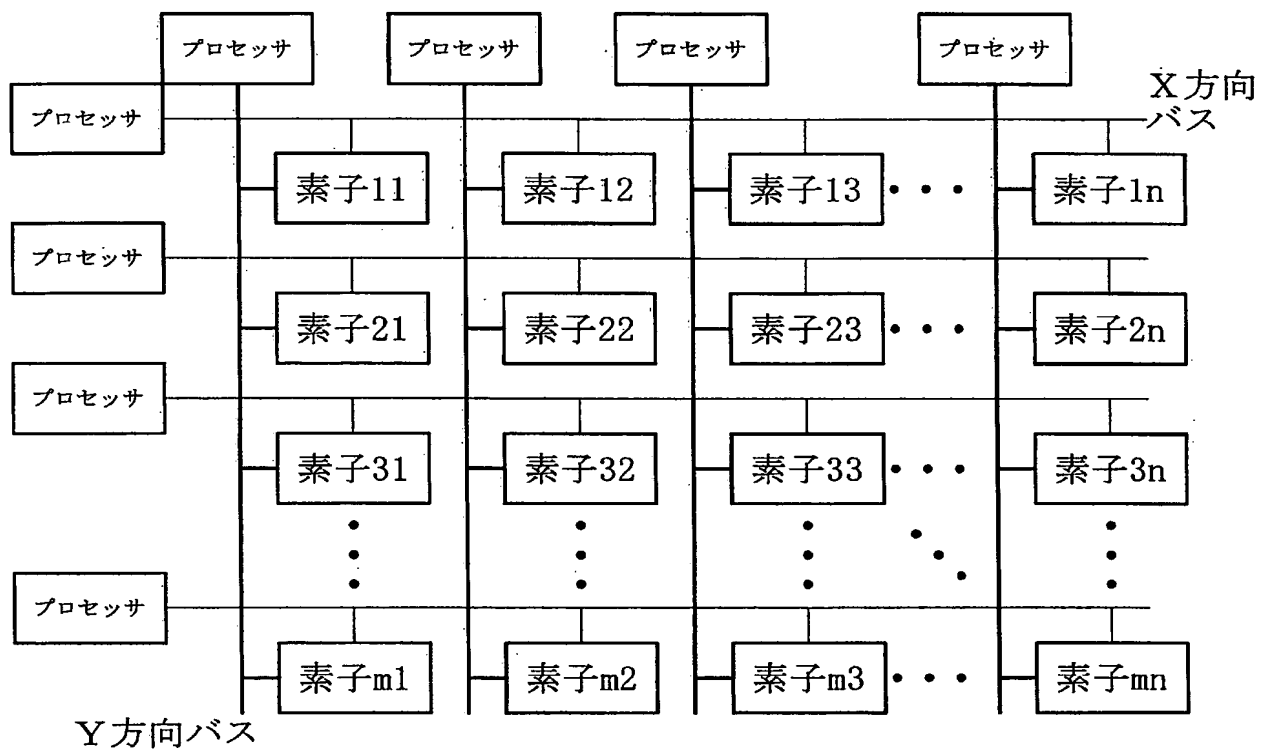 プロセッサ プロセッサ プロセッサ プロセッサ
プロセッサ X方向
バス
素子11 素子12 素子13 ・・・ 素子1n
プロセッサ
素子21 素子22 素子23 ・・・ 素子2n
プロセッサ
素子31 素子32 素子33 ・・・ 素子3n
プロセッサ
素子m1 素子m2 素子m3 ・・・ 素子mn
Y方向バス